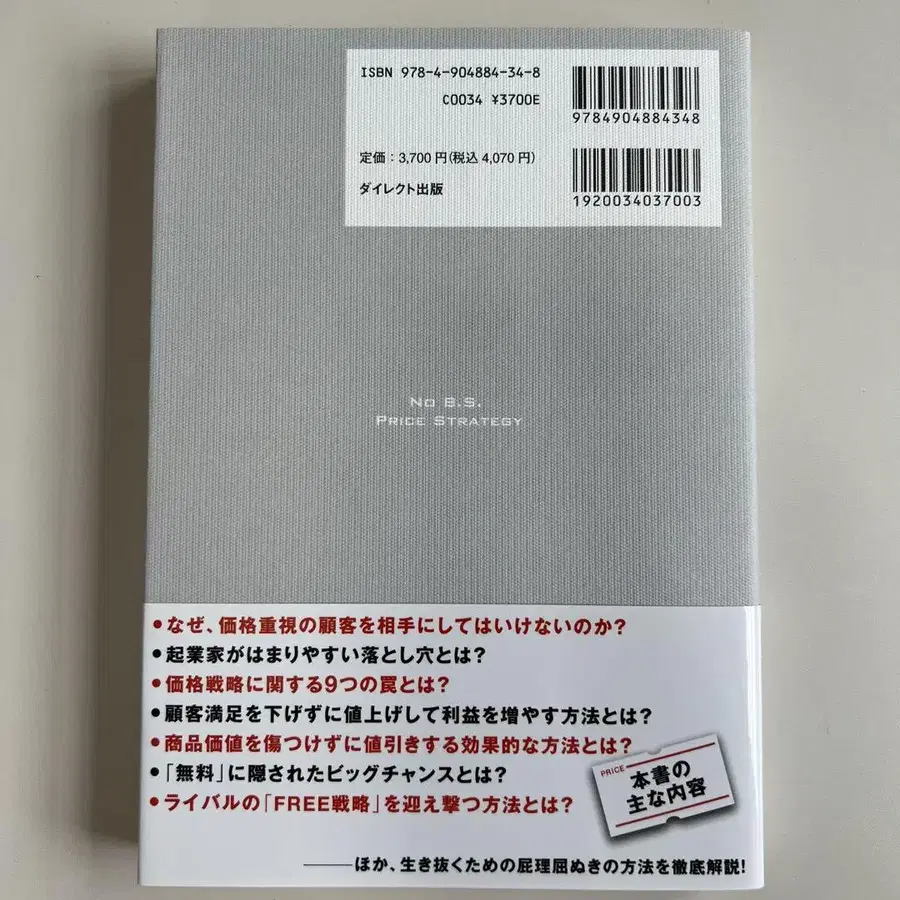 ISBN 978-4-904884-34-8
C0034 ¥3700E
9784904884348
定価：3,700円(税込4,070円)
ダイレクト出版
1920034037003
No B.S.
Price Strategy
•なぜ、価格重視の顧客を相手にしてはいけないのか?
•起業家がはまりやすい落とし穴とは?
•価格戦略に関する9つの罠とは?
•顧客満足を下げずに値上げして利益を増やす方法とは?
•商品価値を傷つけずに値引きする効果的な方法とは?
•「無料」に隠されたビッグチャンスとは?
•ライバルの「FREE戦略」を迎え撃つ方法とは?
PRICE
本書の
主な内容
――ほか、生き抜くための屁理屈ぬきの方法を徹底解説!